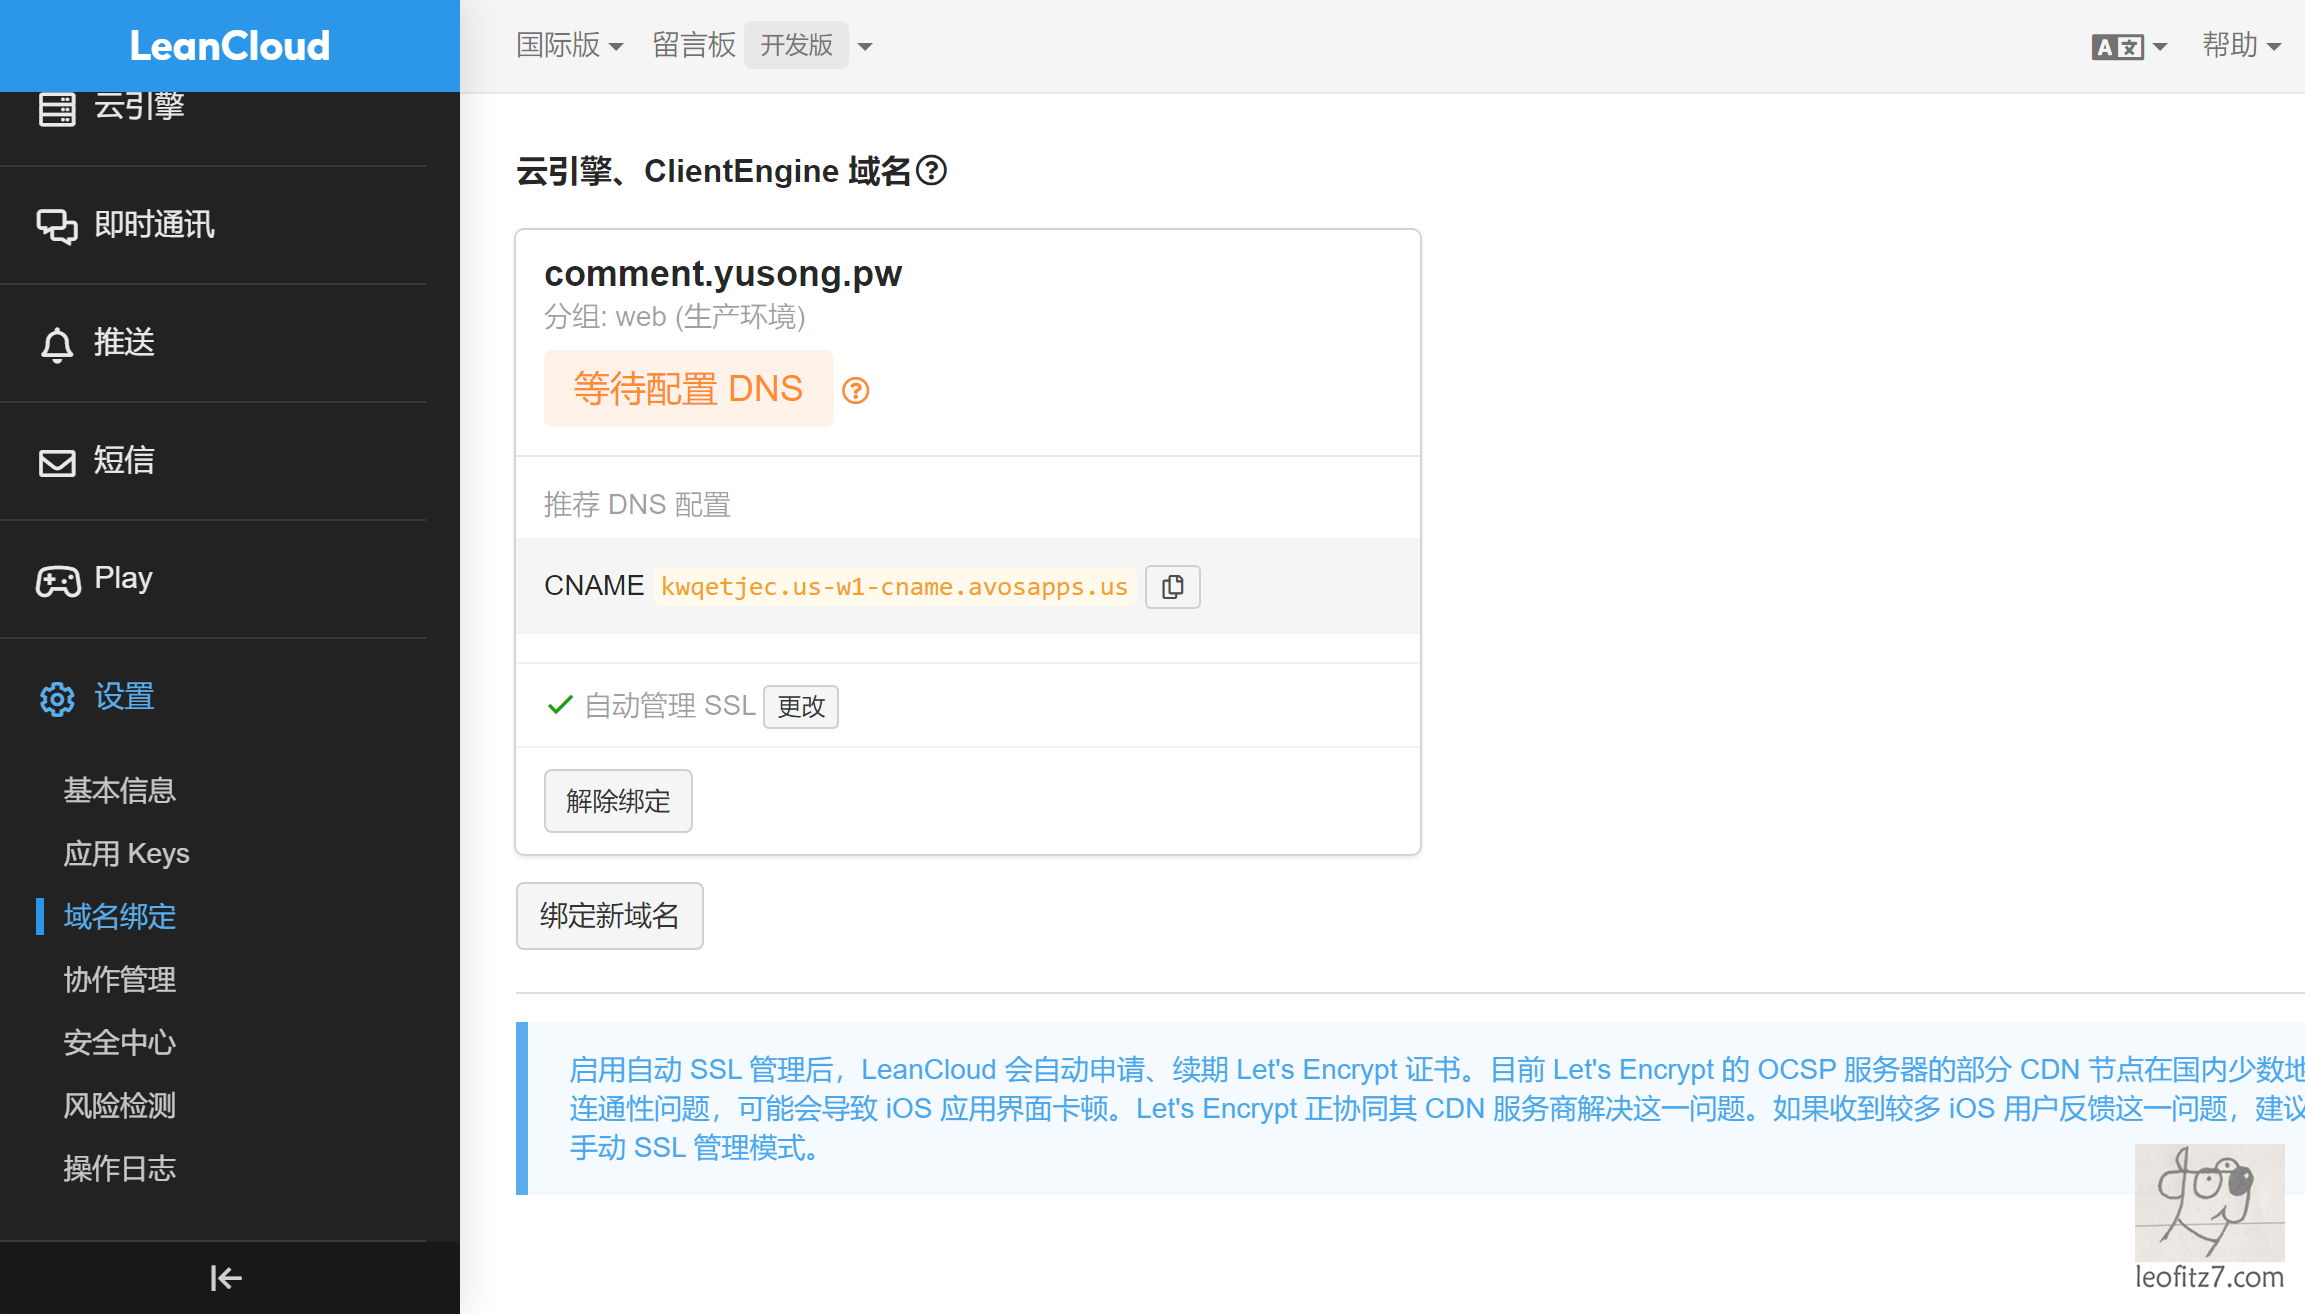 LeanCloud
国际版
留言板
开发版
帮助
云引擎
即时通讯
推送
短信
Play
设置
基本信息
应用 Keys
域名绑定
协作管理
安全中心
风险检测
操作日志
云引擎、ClientEngine 域名
comment.yusong.pw
分组: web (生产环境)
等待配置 DNS
推荐 DNS 配置
CNAME kwqetjec.us-w1-cname.avosapps.us
自动管理 SSL 更改
解除绑定
绑定新域名
启用自动 SSL 管理后，LeanCloud 会自动申请、续期 Let's Encrypt 证书。目前 Let's Encrypt 的 OCSP 服务器的部分 CDN 节点在国内少数地
连通性问题，可能会导致 iOS 应用界面卡顿。Let's Encrypt 正协同其 CDN 服务商解决这一问题。如果收到较多 iOS 用户反馈这一问题，建议
手动 SSL 管理模式。
leofitz7.com